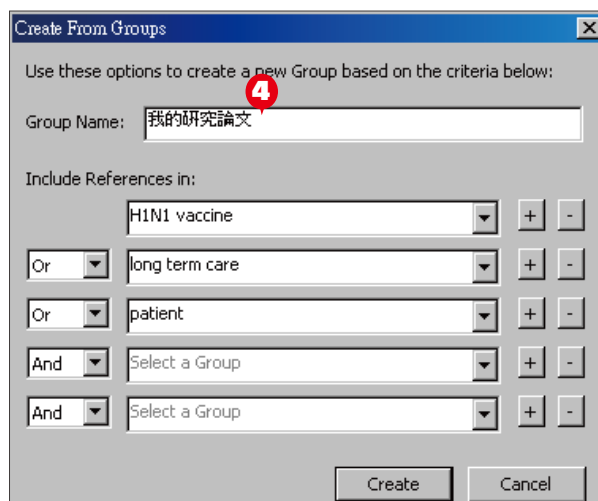 Create From Groups
Use these options to create a new Group based on the criteria below:
4
Group Name: 我的研究論文
Include References in:
H1N1 vaccine + -
Or long term care + -
Or patient + -
And Select a Group + -
And Select a Group + -
Create Cancel